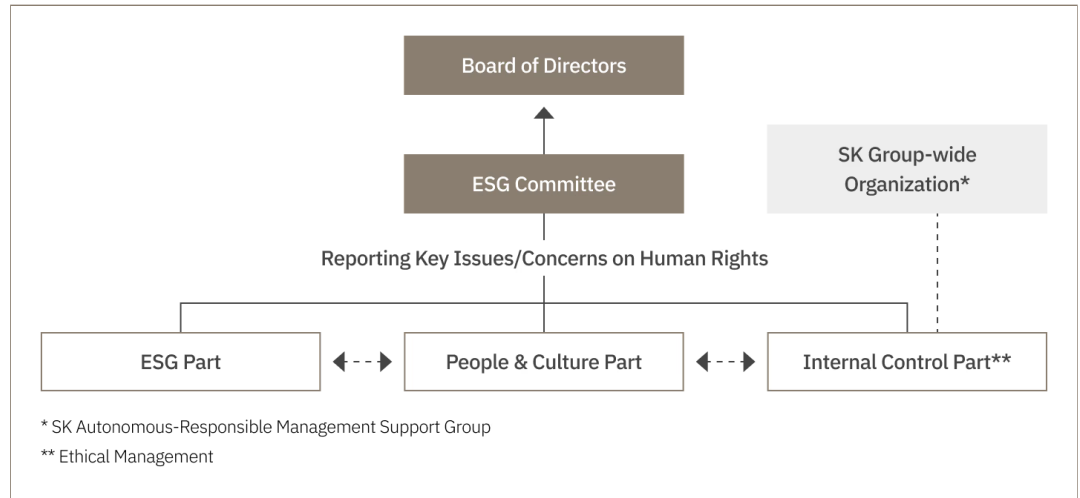 Board of Directors
ESG Committee
SK Group-wide
Organization*
Reporting Key Issues/Concerns on Human Rights
ESG Part
People & Culture Part
Internal Control Part**
* SK Autonomous-Responsible Management Support Group
** Ethical Management